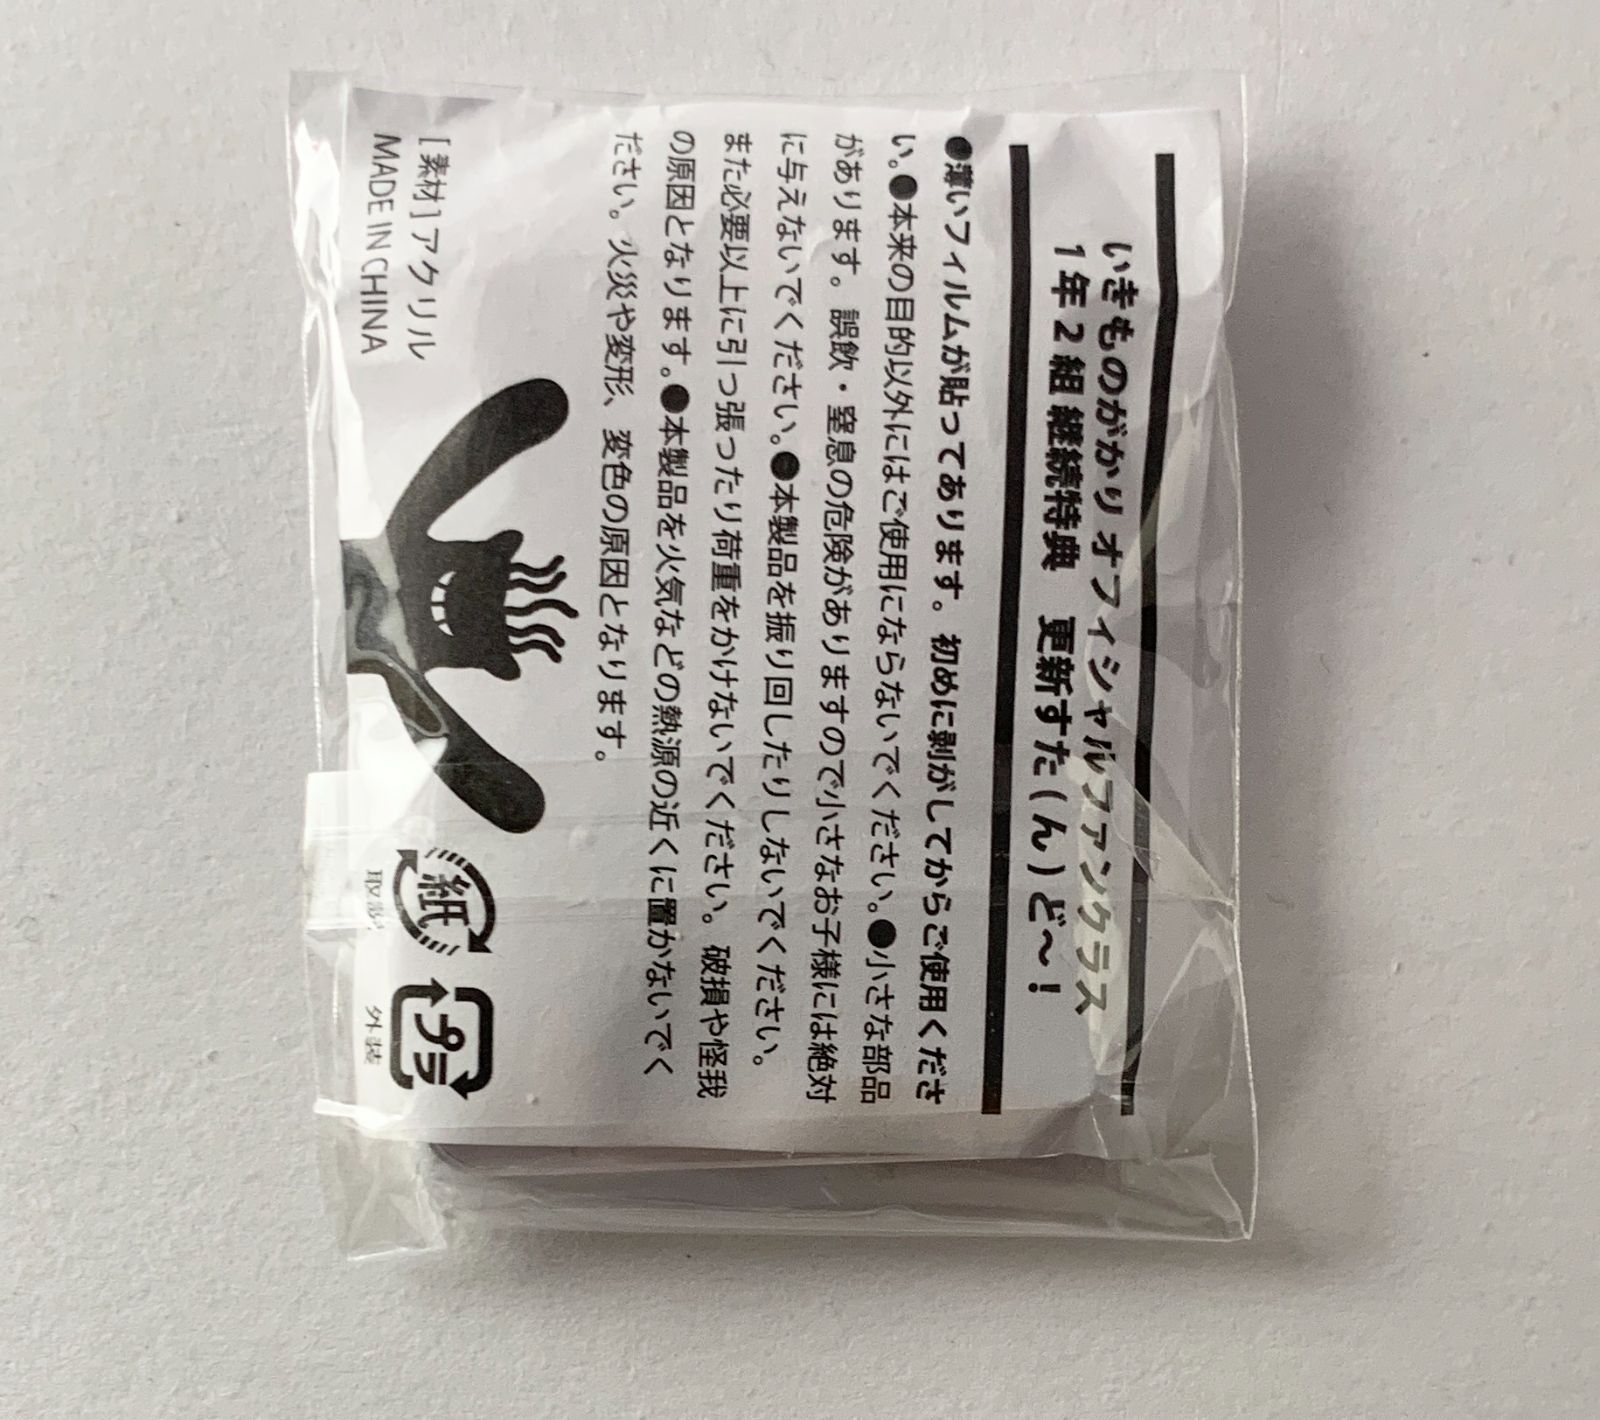 いきものがかり オフィシャルファンクラス
1年2組 継続特典　更新すた(ん)ど〜！
●薄いフィルムが貼ってあります。初めに剥がしてからご使用くださ
い。●本来の目的以外にはご使用にならないでください。●小さな部品
があります。誤飲・窒息の危険がありますので小さなお子様には絶対
に与えないでください。●本製品を振り回したりしないでください。
また必要以上に引っ張ったり荷重をかけないでください。破損や怪我
の原因となります。●本製品を火気などの熱源の近くに置かないでく
ださい。火災や変形、変色の原因となります。
[素材]アクリル
MADE IN CHINA
紙
プラ
外装